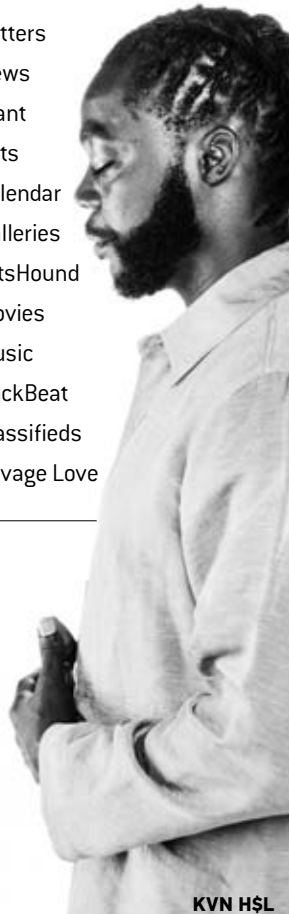 tters
ews
ant
ts
lendar
lleries
tsHound
ovies
usic
ckBeat
assifieds
vage Love
KVN H$L